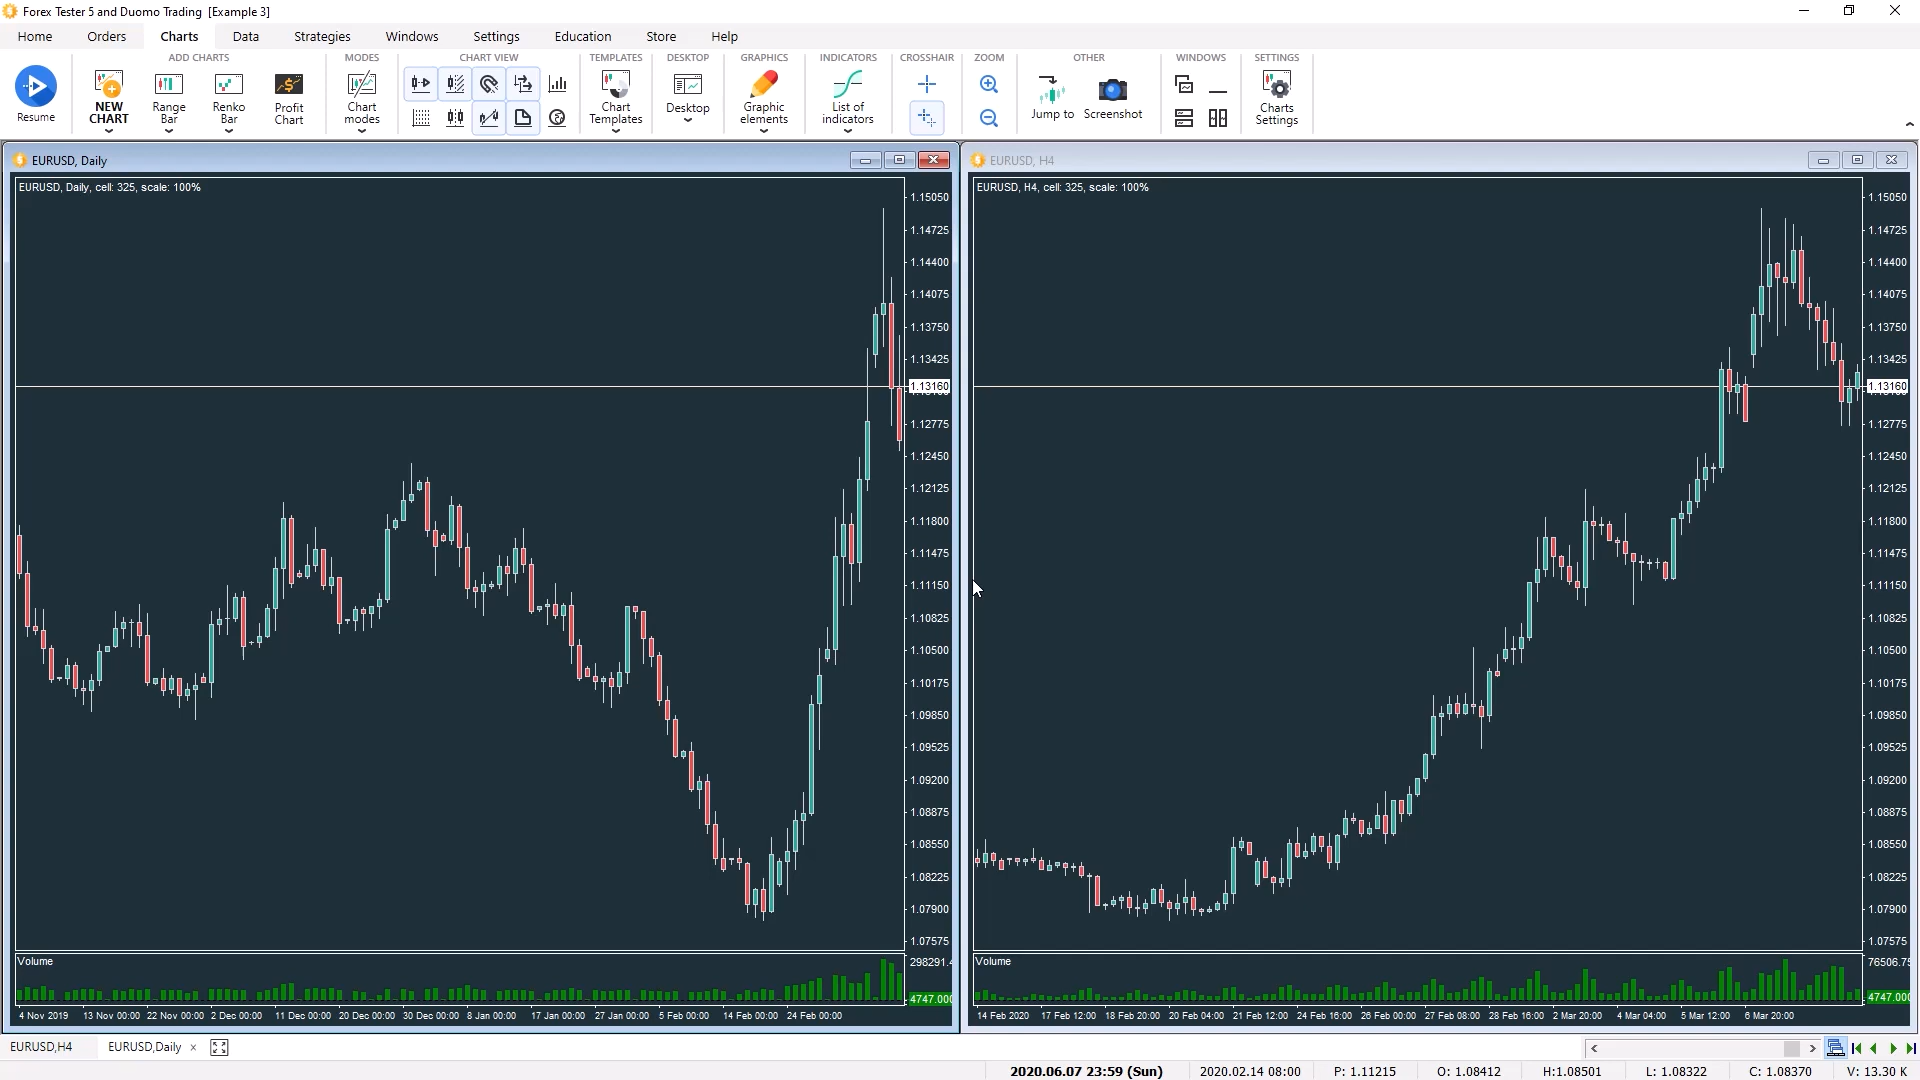 Forex Tester 5 and Duomo Trading [Example 3]
Home Orders Charts Data Strategies Windows Settings Education Store Help
ADD CHARTS MODES CHART VIEW TEMPLATES DESKTOP GRAPHICS INDICATORS CROSSHAIR ZOOM OTHER WINDOWS SETTINGS
Resume
NEW CHART
Range Bar
Renko Bar
Profit Chart
Chart modes
Chart Templates
Desktop
Graphic elements
List of indicators
Jump to
Screenshot
Charts Settings
EURUSD, Daily
EURUSD, Daily, cell: 325, scale: 100%
1.15050
1.14725
1.14400
1.14075
1.13750
1.13425
1.13160
1.12775
1.12450
1.12125
1.11800
1.11475
1.11150
1.10825
1.10500
1.10175
1.09850
1.09525
1.09200
1.08875
1.08550
1.08225
1.07900
1.07575
Volume
298291.4
4747.000
4 Nov 2019 13 Nov 00:00 22 Nov 00:00 2 Dec 00:00 11 Dec 00:00 20 Dec 00:00 30 Dec 00:00 8 Jan 00:00 17 Jan 00:00 27 Jan 00:00 5 Feb 00:00 14 Feb 00:00 24 Feb 00:00
EURUSD, H4
EURUSD, H4, cell: 325, scale: 100%
1.15050
1.14725
1.14400
1.14075
1.13750
1.13425
1.13160
1.12775
1.12450
1.12125
1.11800
1.11475
1.11150
1.10825
1.10500
1.10175
1.09850
1.09525
1.09200
1.08875
1.08550
1.08225
1.07900
1.07575
Volume
76506.75
4747.000
14 Feb 2020 17 Feb 12:00 18 Feb 20:00 20 Feb 04:00 21 Feb 12:00 24 Feb 16:00 26 Feb 00:00 27 Feb 08:00 28 Feb 16:00 2 Mar 20:00 4 Mar 04:00 5 Mar 12:00 6 Mar 20:00
EURUSD,H4 EURUSD,Daily
2020.06.07 23:59 (Sun) 2020.02.14 08:00 P: 1.11215 O: 1.08412 H:1.08501 L: 1.08322 C: 1.08370 V: 13.30 K